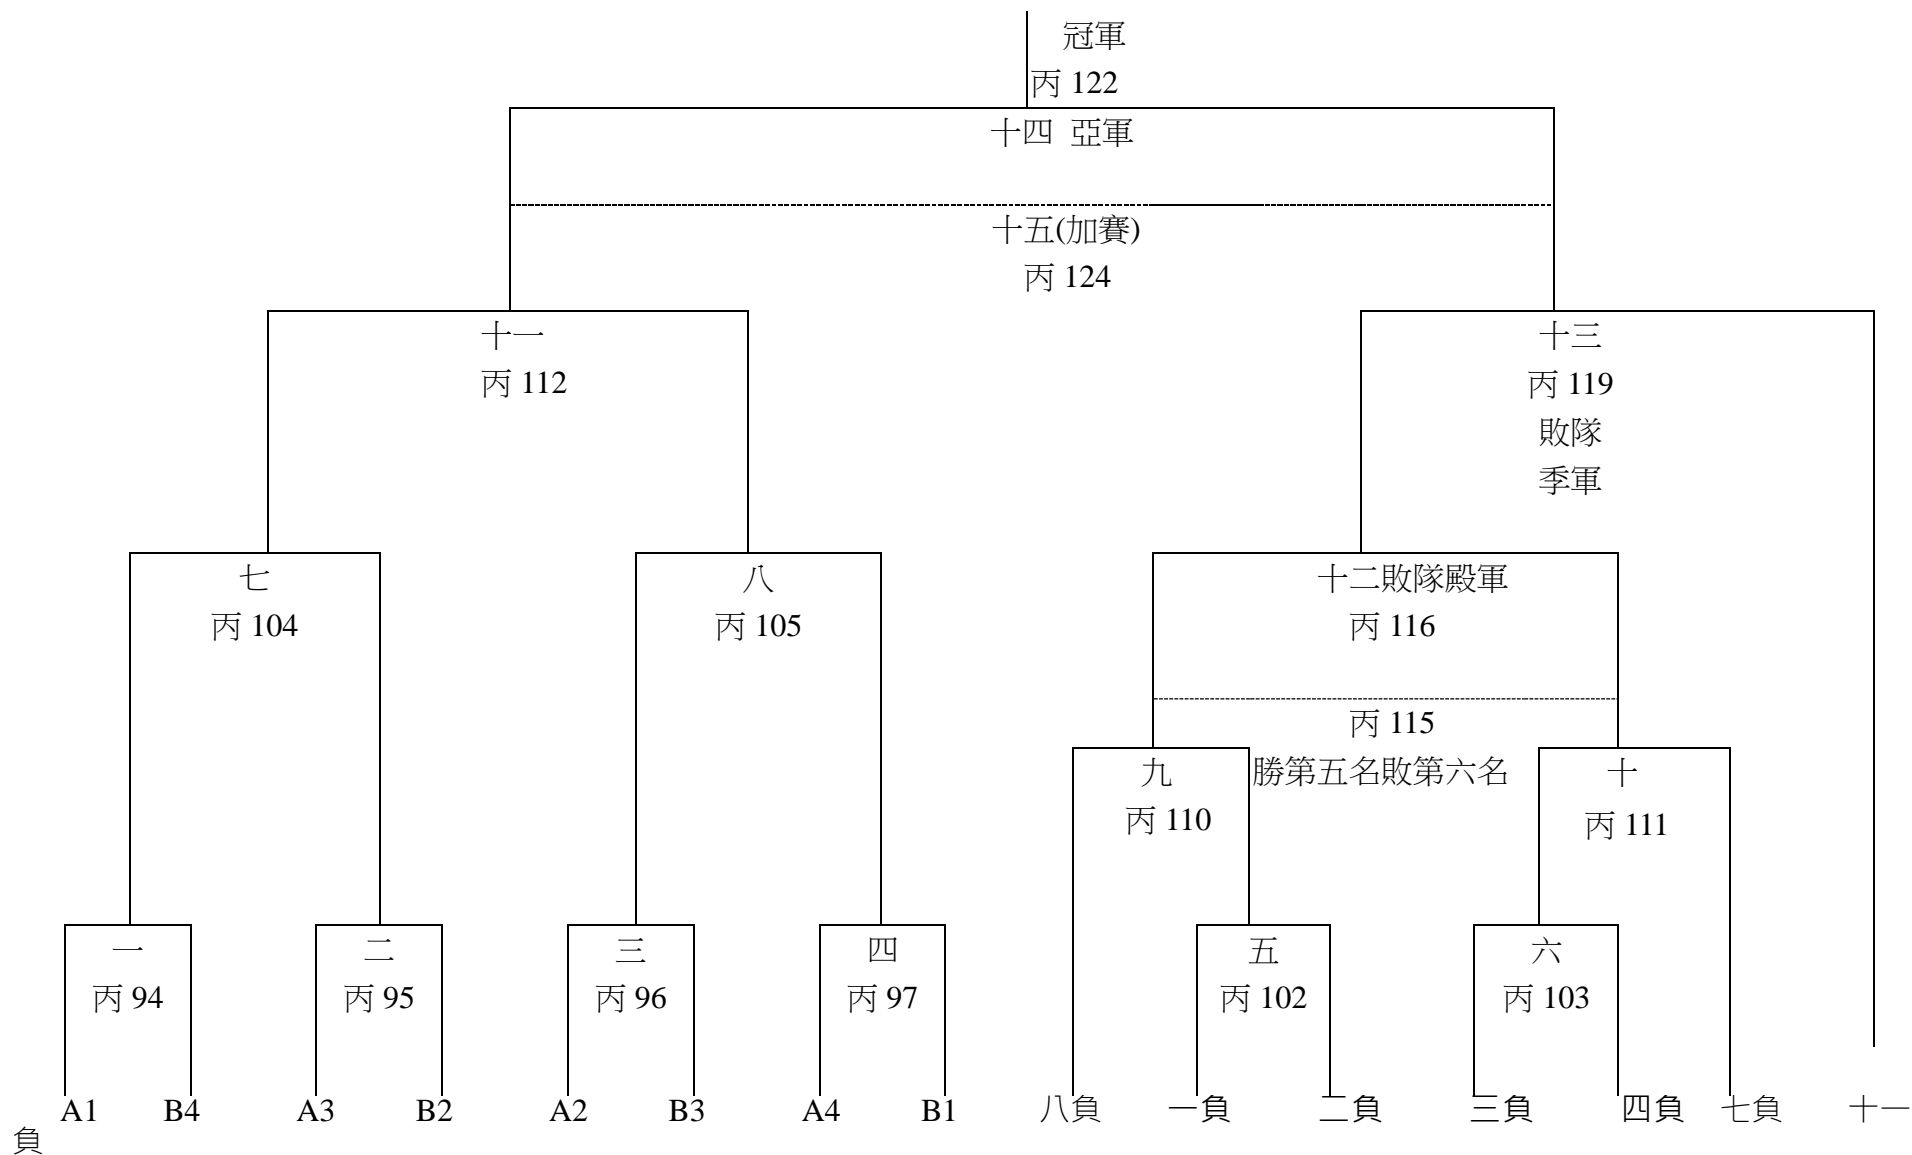 冠軍
丙 122
十四 亞軍
十五(加賽)
丙 124
十一
丙 112
十三
丙 119
敗隊
季軍
七
丙 104
八
丙 105
十二敗隊殿軍
丙 116
丙 115
勝第五名敗第六名
九
丙 110
十
丙 111
一
丙 94
二
丙 95
三
丙 96
四
丙 97
五
丙 102
六
丙 103
A1 B4 A3 B2 A2 B3 A4 B1 八負 一負 二負 三負 四負 七負 十一
負